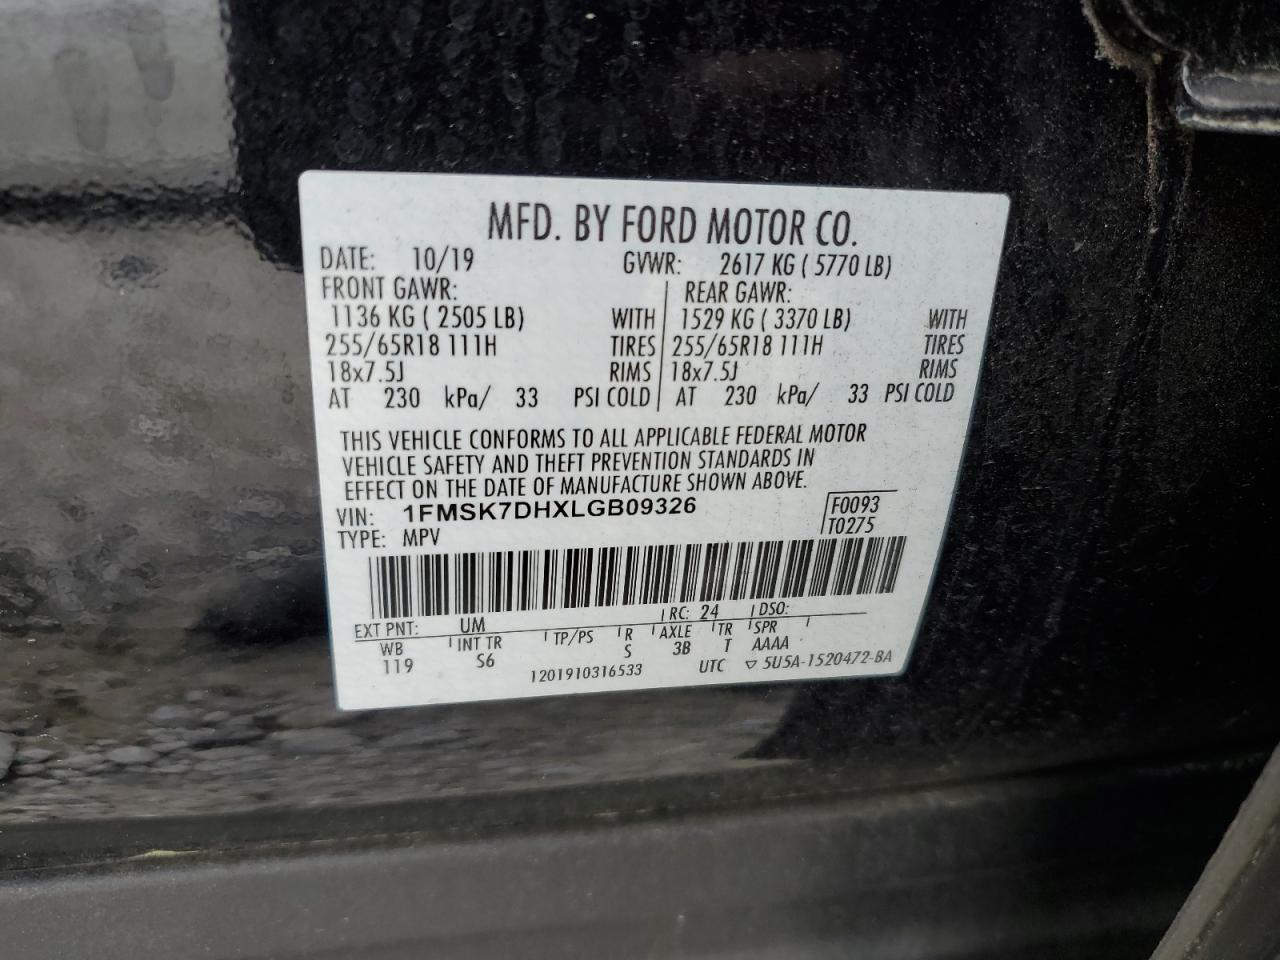 MFD. BY FORD MOTOR CO.
DATE: 10/19 GVWR: 2617 KG ( 5770 LB)
FRONT GAWR: REAR GAWR:
1136 KG ( 2505 LB) WITH 1529 KG ( 3370 LB) WITH
255/65R18 111H TIRES 255/65R18 111H TIRES
18x7.5J RIMS 18x7.5J RIMS
AT 230 kPa/ 33 PSI COLD AT 230 kPa/ 33 PSI COLD
THIS VEHICLE CONFORMS TO ALL APPLICABLE FEDERAL MOTOR
VEHICLE SAFETY AND THEFT PREVENTION STANDARDS IN
EFFECT ON THE DATE OF MANUFACTURE SHOWN ABOVE.
VIN: 1FMSK7DHXLGB09326 F0093
TYPE: MPV T0275
EXT PNT: UM RC: 24 DSO:
WB INT TR TP/PS R AXLE TR SPR
119 S6 S 3B T AAAA
1201910316533 UTC ▽ 5U5A-1520472-BA